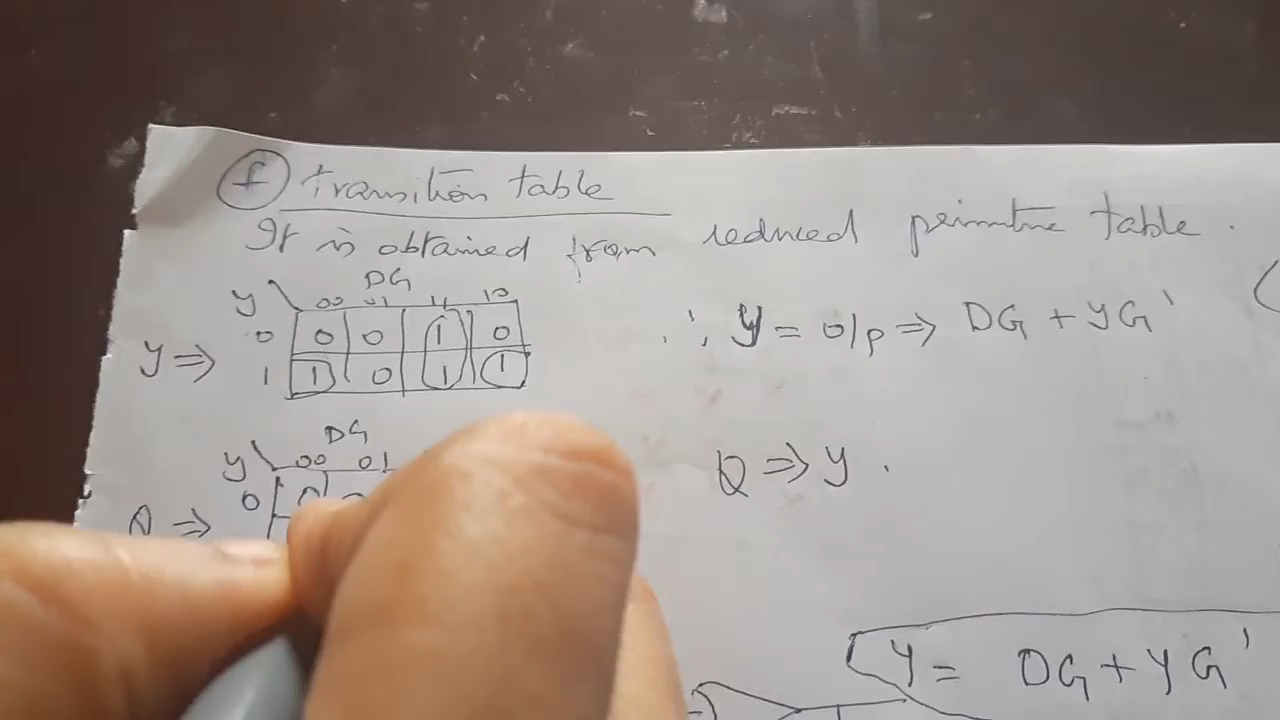 f transition table
It is obtained from reduced primitive table.
DG
y 00 01 11 10
y ⇒ 0 0 0 1 0
1 1 0 1 1
∴ y = o/p ⇒ DG + yG'
DG
y 00 01
Q ⇒ 0 0
Q ⇒ y.
Y = DG + YG'